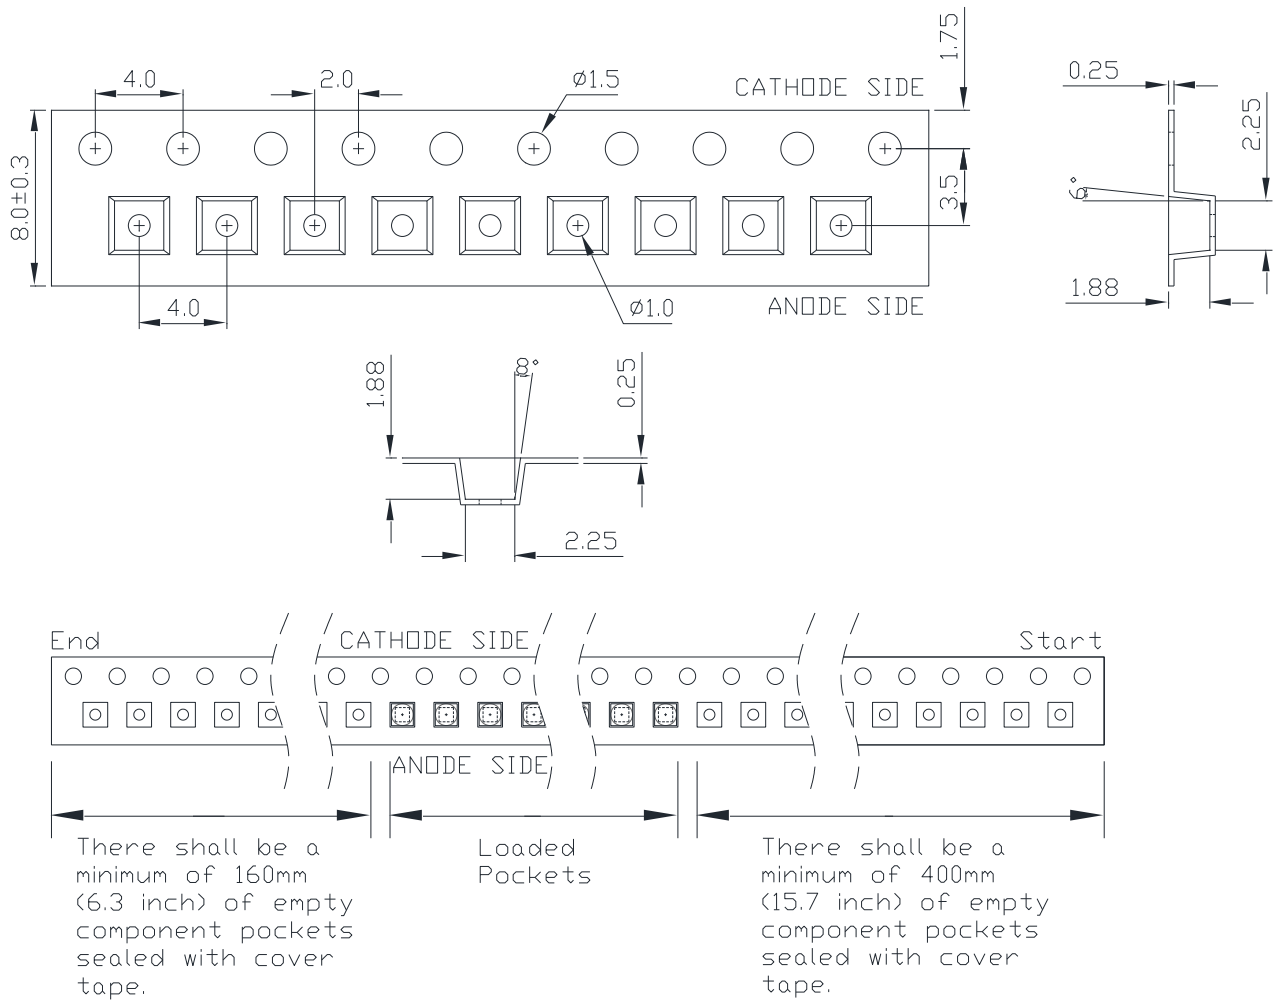 1.75
4.0
2.0
ø1.5
CATHODE SIDE
0.25
2.25
8.0±0.3
3.5
6°
4.0
ø1.0
ANODE SIDE
1.88
1.88
8°
0.25
2.25
End
CATHODE SIDE
Start
ANODE SIDE
There shall be a
minimum of 160mm
(6.3 inch) of empty
component pockets
sealed with cover
tape.
Loaded
Pockets
There shall be a
minimum of 400mm
(15.7 inch) of empty
component pockets
sealed with cover
tape.